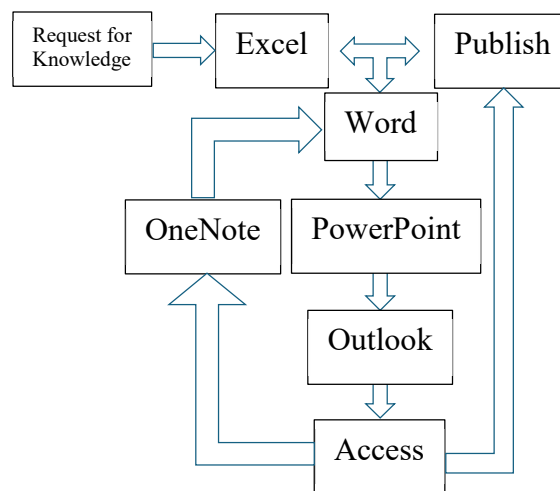 Request for
Knowledge
Excel
Publish
Word
OneNote
PowerPoint
Outlook
Access